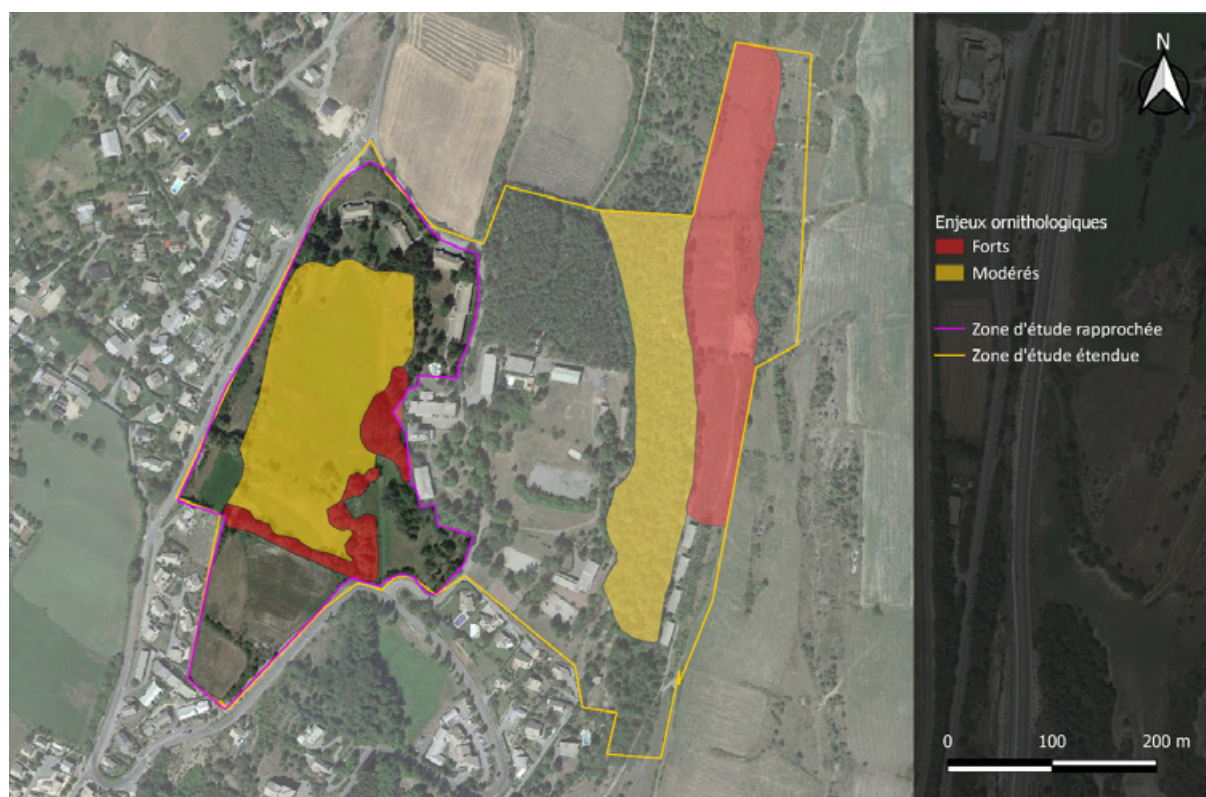 N
Enjeux ornithologiques
Forts
Modérés
Zone d'étude rapprochée
Zone d'étude étendue
0 100 200 m